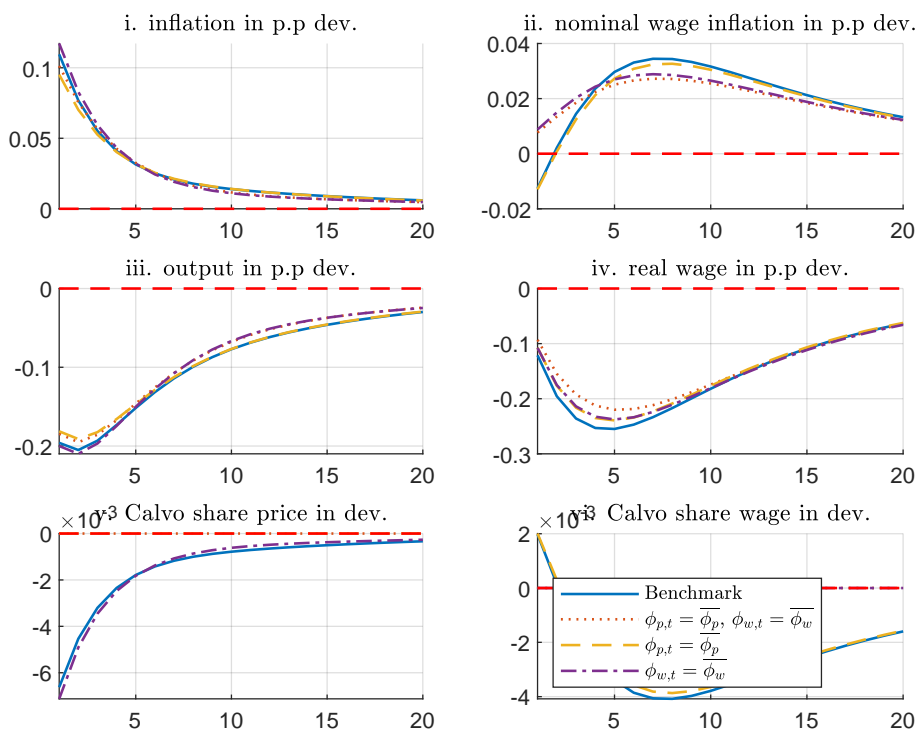 i. inflation in p.p dev.
0.1
0.05
0
5 10 15 20
ii. nominal wage inflation in p.p dev.
0.04
0.02
0
-0.02
5 10 15 20
iii. output in p.p dev.
0
-0.1
-0.2
5 10 15 20
iv. real wage in p.p dev.
0
-0.1
-0.2
-0.3
5 10 15 20
v. Calvo share price in dev.
×10⁻³
0
-2
-4
-6
5 10 15 20
vi. Calvo share wage in dev.
×10⁻³
2
0
-2
-4
5 10 15 20
Benchmark
ϕ_{p,t} = \overline{ϕ_p}, ϕ_{w,t} = \overline{ϕ_w}
ϕ_{p,t} = \overline{ϕ_p}
ϕ_{w,t} = \overline{ϕ_w}